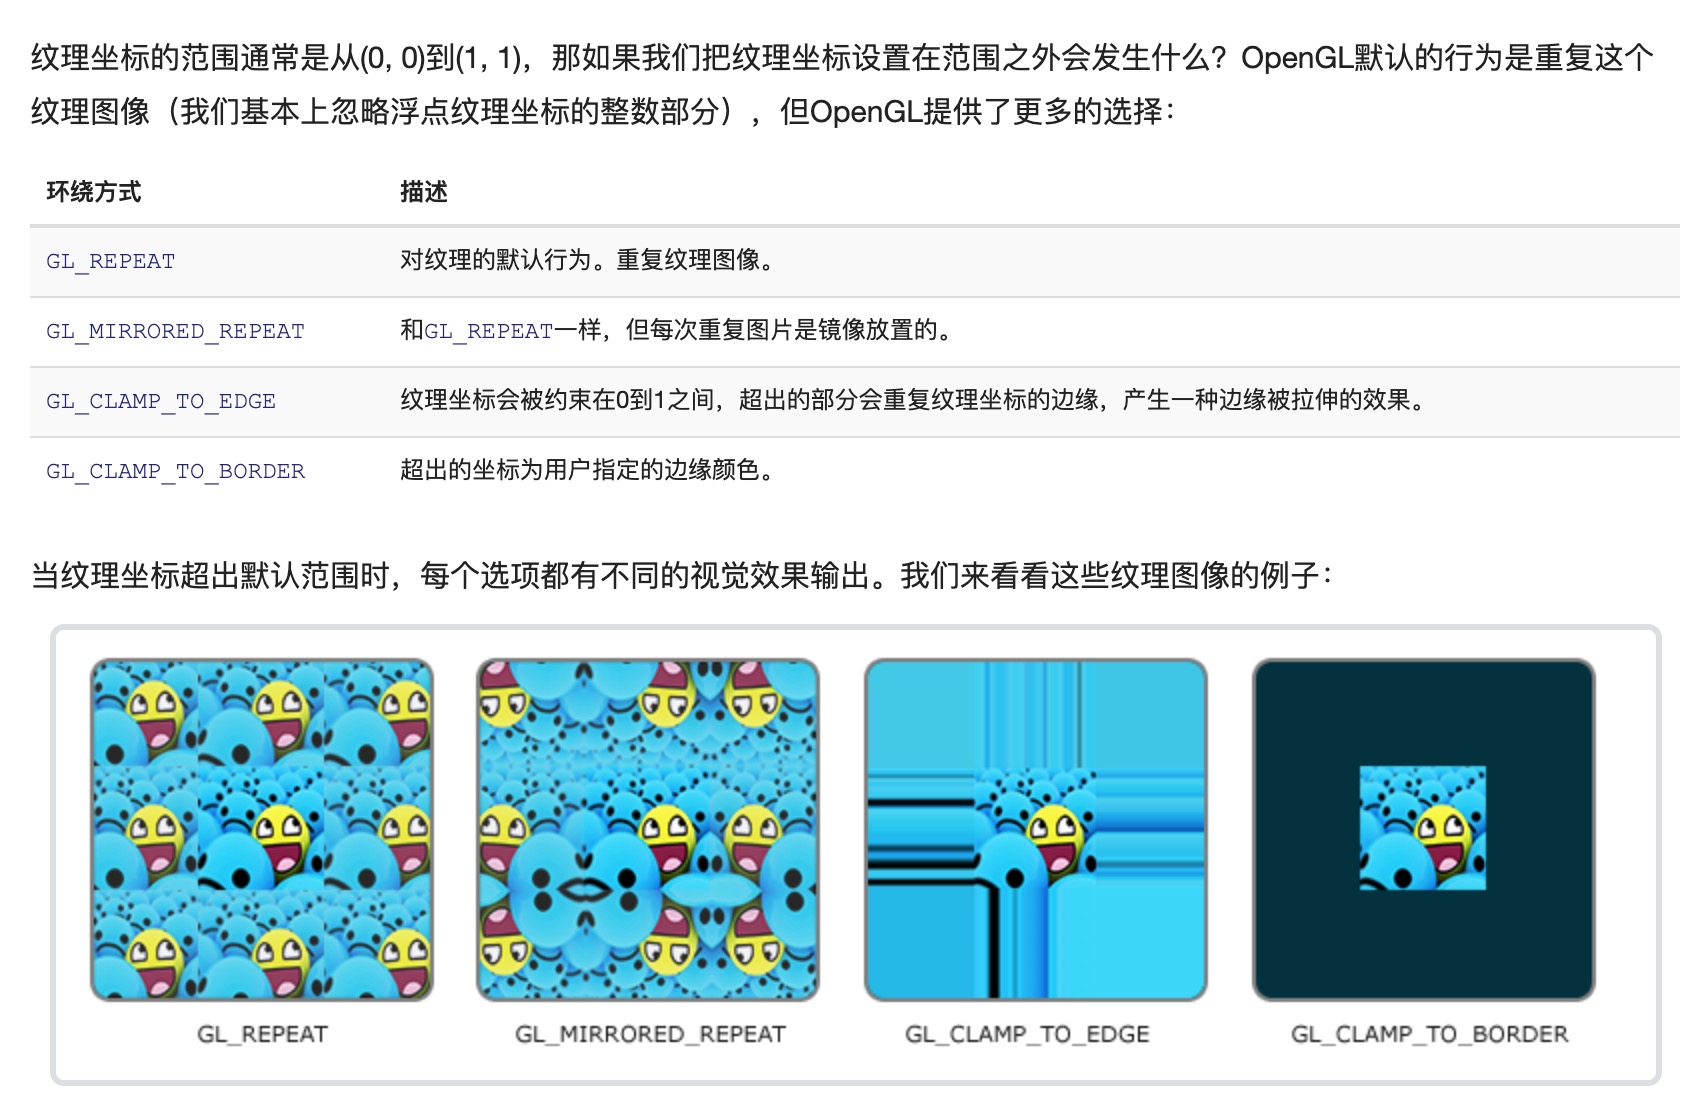 纹理坐标的范围通常是从(0, 0)到(1, 1)，那如果我们把纹理坐标设置在范围之外会发生什么？OpenGL默认的行为是重复这个
纹理图像（我们基本上忽略浮点纹理坐标的整数部分），但OpenGL提供了更多的选择：
环绕方式 描述
GL_REPEAT 对纹理的默认行为。重复纹理图像。
GL_MIRRORED_REPEAT 和GL_REPEAT一样，但每次重复图片是镜像放置的。
GL_CLAMP_TO_EDGE 纹理坐标会被约束在0到1之间，超出的部分会重复纹理坐标的边缘，产生一种边缘被拉伸的效果。
GL_CLAMP_TO_BORDER 超出的坐标为用户指定的边缘颜色。
当纹理坐标超出默认范围时，每个选项都有不同的视觉效果输出。我们来看看这些纹理图像的例子：
GL_REPEAT GL_MIRRORED_REPEAT GL_CLAMP_TO_EDGE GL_CLAMP_TO_BORDER